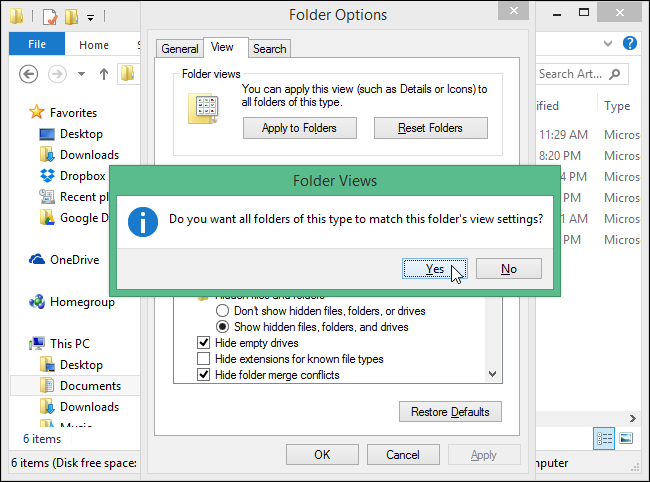 Folder Options
File
General
View
Search
Folder views
You can apply this view (such as Details or Icons) to
all folders of this type.
Apply to Folders
Reset Folders
Search Art...
ified
Type
11:29 AM
Micros
8:20 PM
Micros
4 PM
Micros
PM
Micros
1 AM
Micros
PM
Micros
Favorites
Desktop
Downloads
Dropbox
Recent pl
Google D
OneDrive
Homegroup
This PC
Desktop
Documents
Downloads
Music
Folder Views
Do you want all folders of this type to match this folder's view settings?
Yes
No
Hidden files and folders
Don't show hidden files, folders, or drives
Show hidden files, folders, and drives
Hide empty drives
Hide extensions for known file types
Hide folder merge conflicts
Restore Defaults
OK
Cancel
Apply
6 items
6 items (Disk free space:
mputer